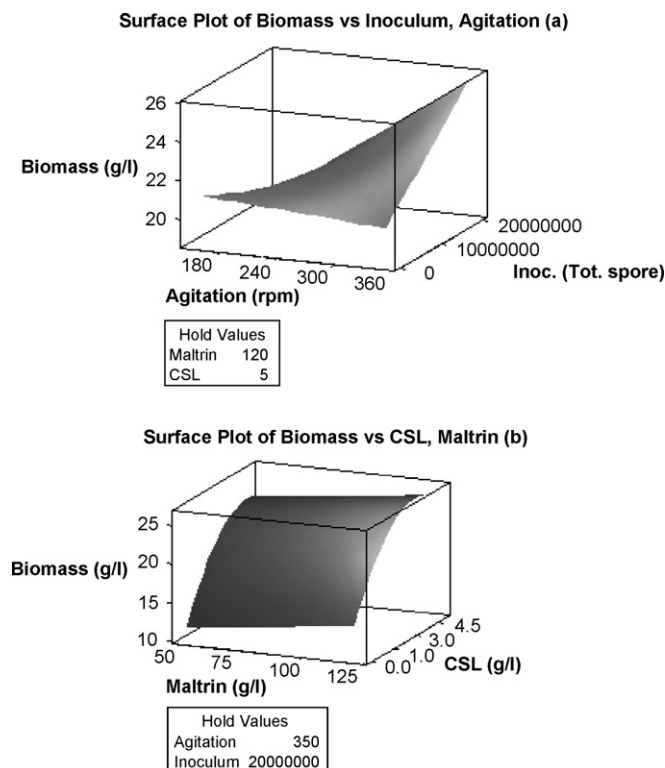 Surface Plot of Biomass vs Inoculum, Agitation (a)
26
24
Biomass (g/l)
22
20
20000000
10000000
180
240
300
360
0
Inoc. (Tot. spore)
Agitation (rpm)
Hold Values
Maltrin 120
CSL 5
Surface Plot of Biomass vs CSL, Maltrin (b)
25
Biomass (g/l)
20
15
10
4.5
3.0
1.0
0.0
50
75
100
125
CSL (g/l)
Maltrin (g/l)
Hold Values
Agitation 350
Inoculum 20000000